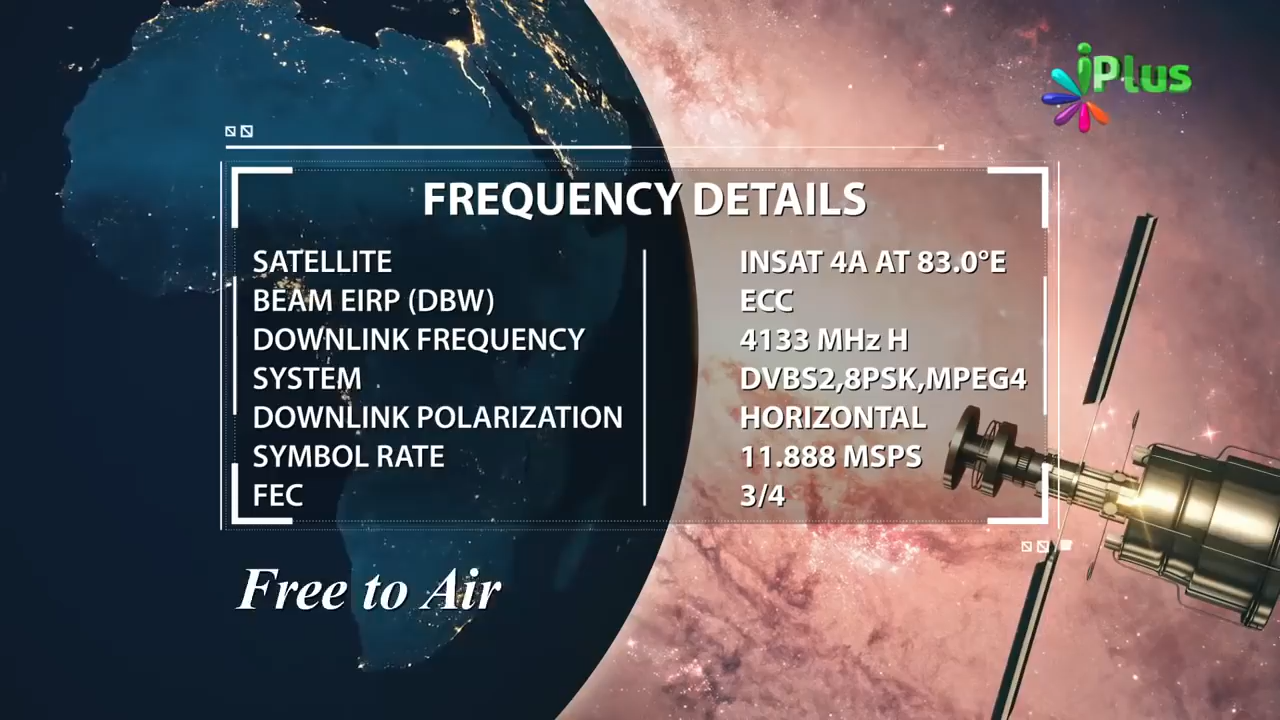 iPlus
FREQUENCY DETAILS
SATELLITE INSAT 4A AT 83.0°E
BEAM EIRP (DBW) ECC
DOWNLINK FREQUENCY 4133 MHz H
SYSTEM DVBS2,8PSK,MPEG4
DOWNLINK POLARIZATION HORIZONTAL
SYMBOL RATE 11.888 MSPS
FEC 3/4
Free to Air